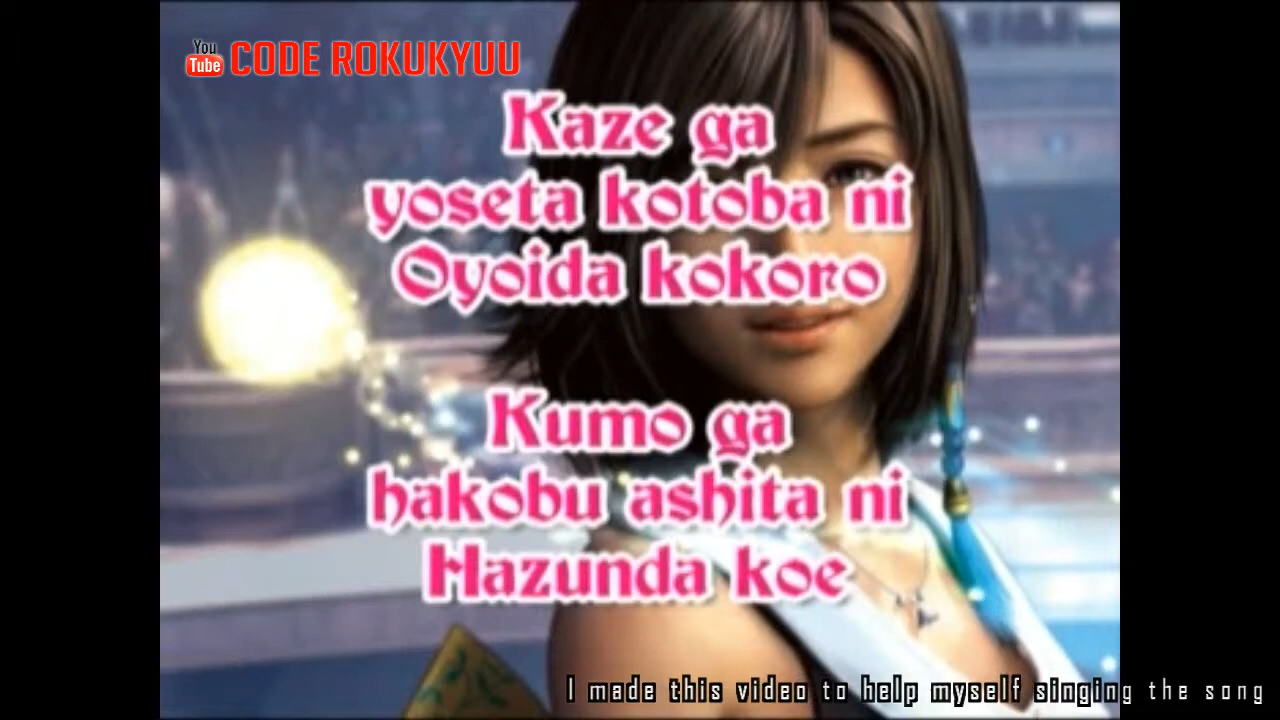 You Tube CODE ROKUKYUU
Kaze ga
yoseta kotoba ni
Oyoida kokoro
Kumo ga
hakobu ashita ni
Hazunda koe
I made this video to help myself singing the song